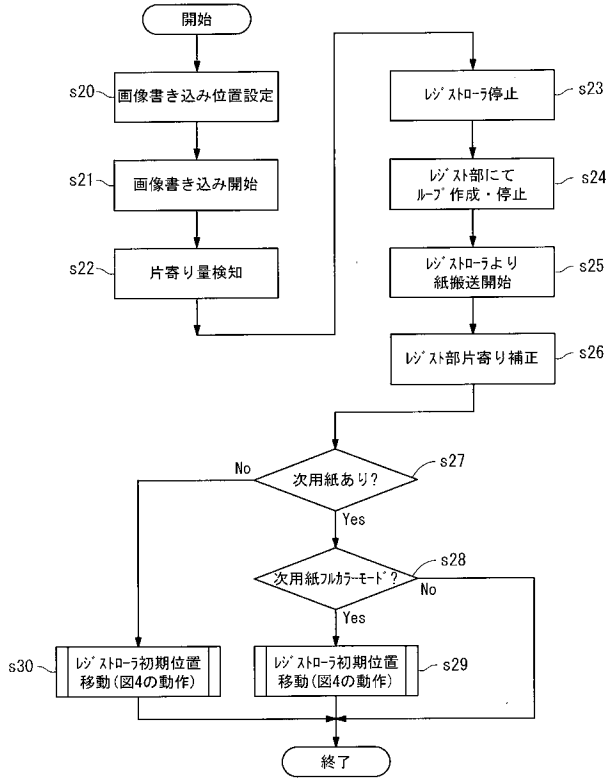 開始
s20
画像書き込み位置設定
s21
画像書き込み開始
s22
片寄り量検知
ﾚｼﾞｽﾄﾛｰﾗ停止
s23
ﾚｼﾞｽﾄ部にて
ﾙｰﾌﾟ作成・停止
s24
ﾚｼﾞｽﾄﾛｰﾗより
紙搬送開始
s25
ﾚｼﾞｽﾄ部片寄り補正
s26
次用紙あり?
s27
No
Yes
次用紙ﾌﾙｶﾗｰﾓｰﾄﾞ?
s28
No
Yes
s30
ﾚｼﾞｽﾄﾛｰﾗ初期位置
移動(図4の動作)
ﾚｼﾞｽﾄﾛｰﾗ初期位置
移動(図4の動作)
s29
終了